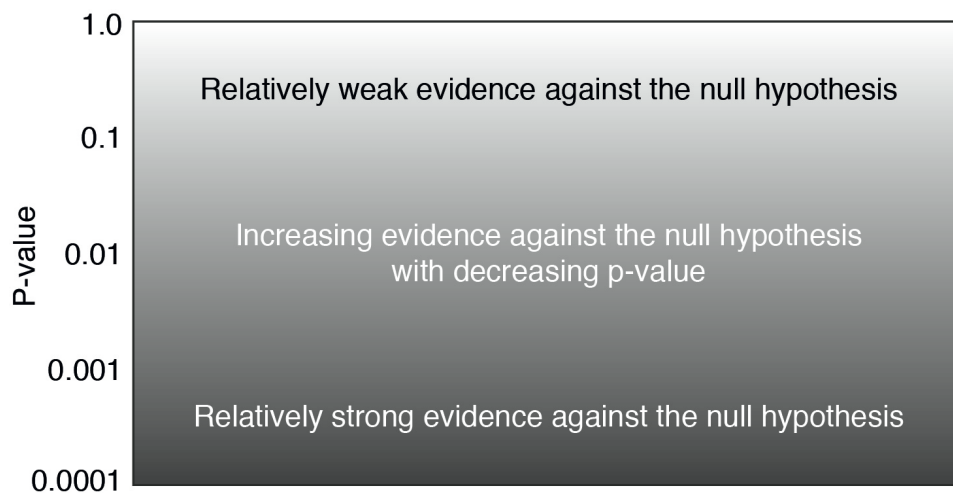 1.0
Relatively weak evidence against the null hypothesis
0.1
P-value
Increasing evidence against the null hypothesis
0.01
with decreasing p-value
0.001
Relatively strong evidence against the null hypothesis
0.0001